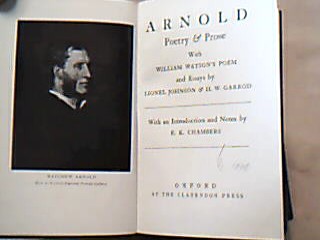 MATTHEW ARNOLD
ARNOLD
Poetry & Prose
With
WILLIAM WATSON'S POEM
and Essays by
LIONEL JOHNSON & H. W. GARROD
With an Introduction and Notes by
E. K. CHAMBERS
OXFORD
AT THE CLARENDON PRESS